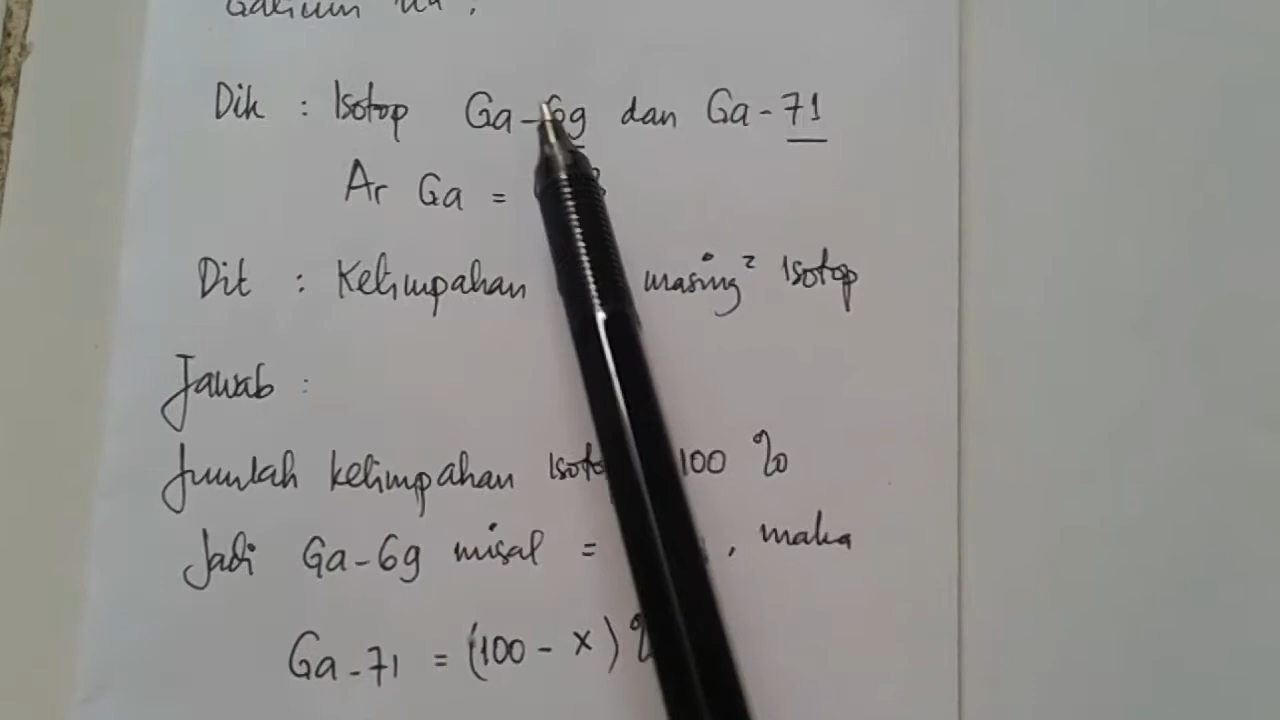 Galium
Dik : Isotop Ga-69 dan Ga-71
Ar Ga =
Dit : Kelimpahan masing² Isotop
Jawab :
Jumlah kelimpahan 100 %
Jadi Ga-69 misal = , maka
Ga-71 = (100 - x) %